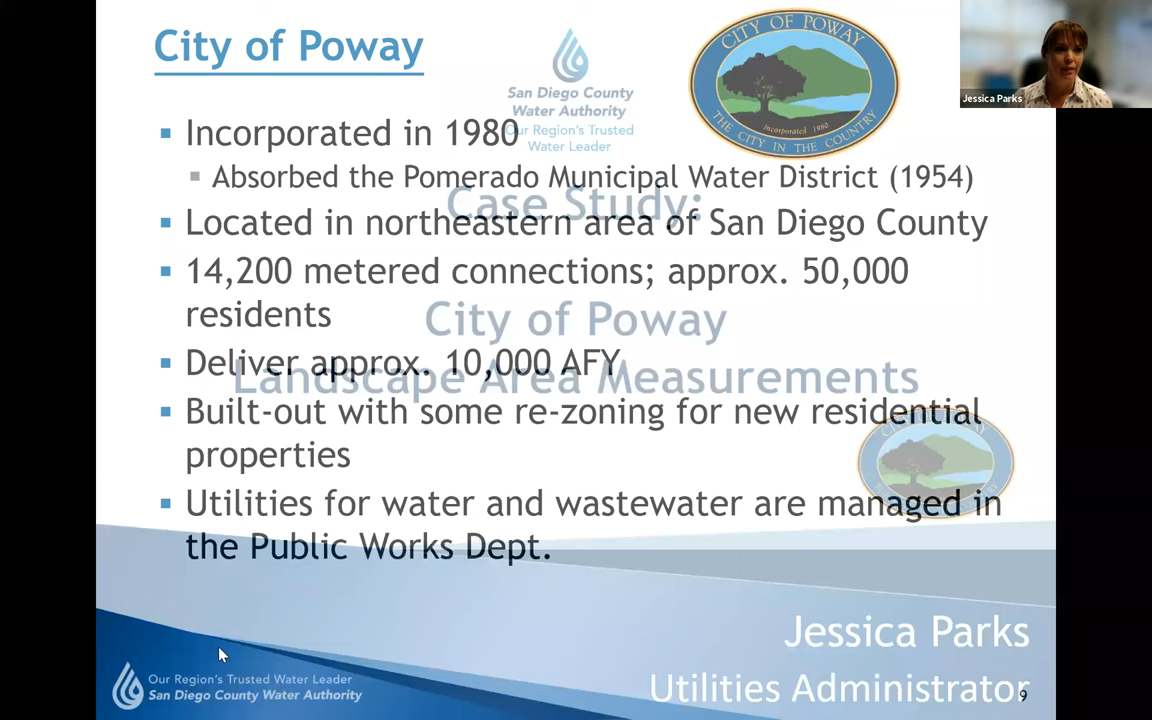 City of Poway
CITY OF POWAY
Incorporated 1980
THE CITY IN THE COUNTRY
Jessica Parks
San Diego County
Water Authority
Our Region's Trusted
Water Leader
Incorporated in 1980
Absorbed the Pomerado Municipal Water District (1954)
Case Study:
Located in northeastern area of San Diego County
14,200 metered connections; approx. 50,000
residents
City of Poway
Deliver approx. 10,000 AFY
Landscape Area Measurements
Built-out with some re-zoning for new residential
properties
Utilities for water and wastewater are managed in
the Public Works Dept.
Jessica Parks
Utilities Administrator
9
Our Region's Trusted Water Leader
San Diego County Water Authority